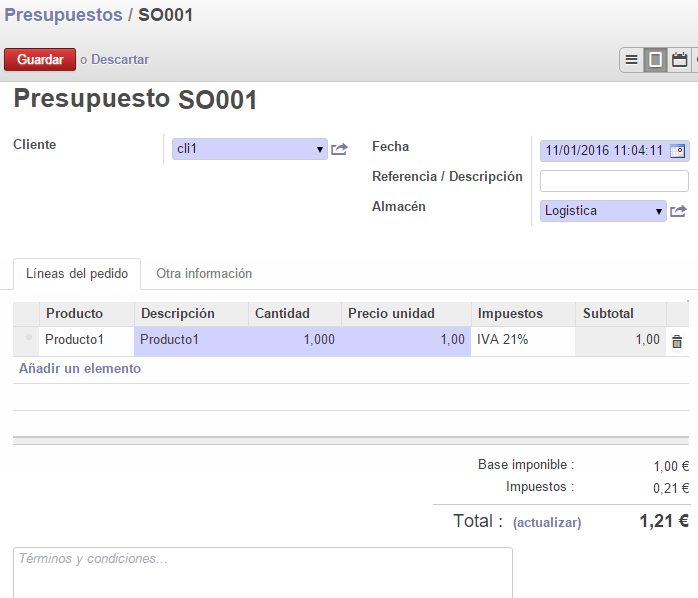 Presupuestos / SO001
Guardar o Descartar
Presupuesto SO001
Cliente
cli1
Fecha
11/01/2016 11:04:11
Referencia / Descripción
Almacén
Logistica
Líneas del pedido
Otra información
Producto Descripción Cantidad Precio unidad Impuestos Subtotal
Producto1 Producto1 1,000 1,00 IVA 21% 1,00
Añadir un elemento
Base imponible : 1,00 €
Impuestos : 0,21 €
Total : (actualizar) 1,21 €
Términos y condiciones...